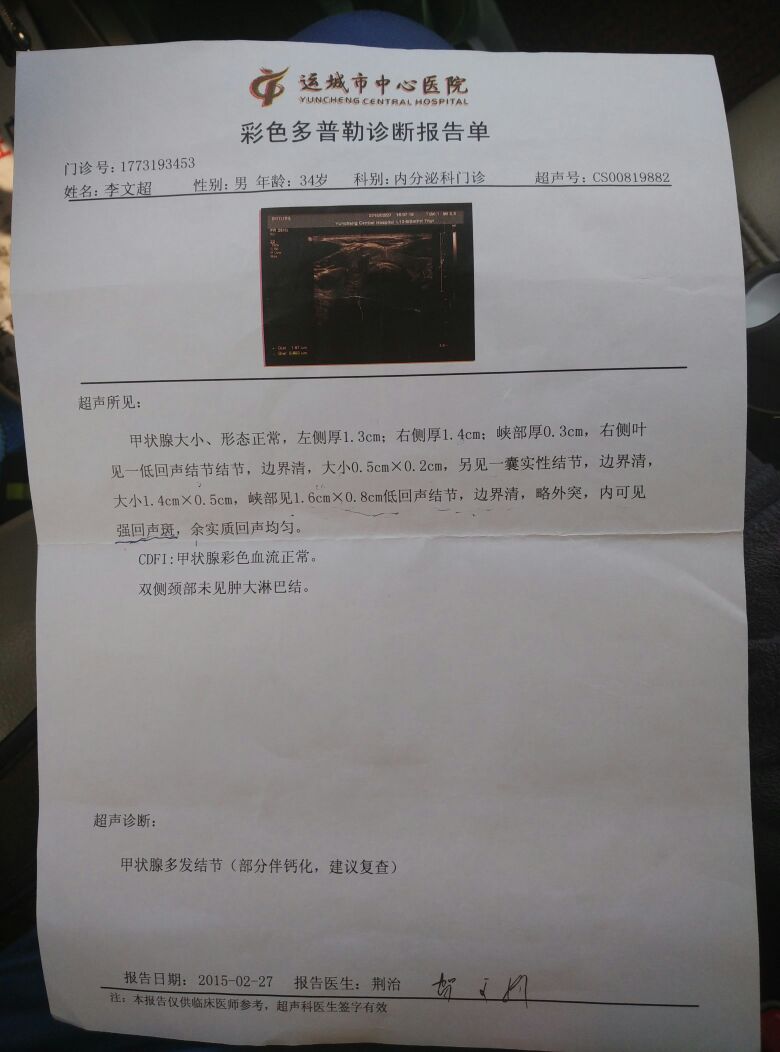 运城市中心医院
YUNCHENG CENTRAL HOSPITAL
彩色多普勒诊断报告单
门诊号:1773193453
姓名:李文超 性别:男 年龄:34岁 科别:内分泌科门诊 超声号:CS00819882
Yuncheng Central Hospital
超声所见:
甲状腺大小、形态正常,左侧厚1.3cm;右侧厚1.4cm;峡部厚0.3cm,右侧叶
见一低回声结节结节,边界清,大小0.5cm×0.2cm,另见一囊实性结节,边界清,
大小1.4cm×0.5cm,峡部见1.6cm×0.8cm低回声结节,边界清,略外突,内可见
强回声斑,余实质回声均匀。
CDFI:甲状腺彩色血流正常。
双侧颈部未见肿大淋巴结。
超声诊断:
甲状腺多发结节(部分伴钙化,建议复查)
报告日期:2015-02-27 报告医生:荆治
注:本报告仅供临床医师参考,超声科医生签字有效